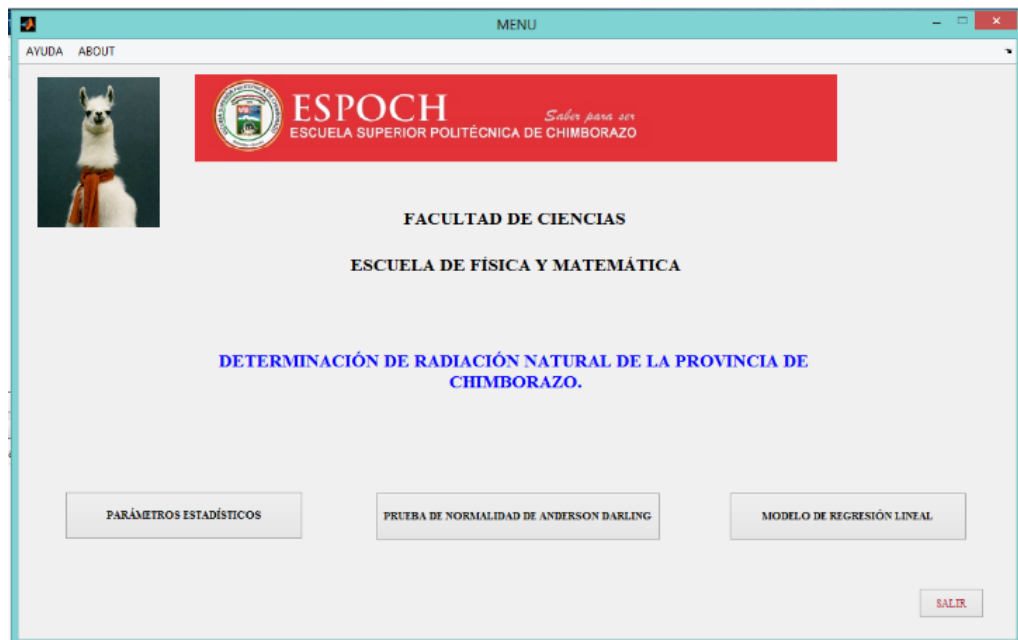 MENU
AYUDA ABOUT
ESPOCH
Saber para ser
ESCUELA SUPERIOR POLITÉCNICA DE CHIMBORAZO
FACULTAD DE CIENCIAS
ESCUELA DE FÍSICA Y MATEMÁTICA
DETERMINACIÓN DE RADIACIÓN NATURAL DE LA PROVINCIA DE
CHIMBORAZO.
PARÁMETROS ESTADÍSTICOS
PRUEBA DE NORMALIDAD DE ANDERSON DARLING
MODELO DE REGRESIÓN LINEAL
SALIR